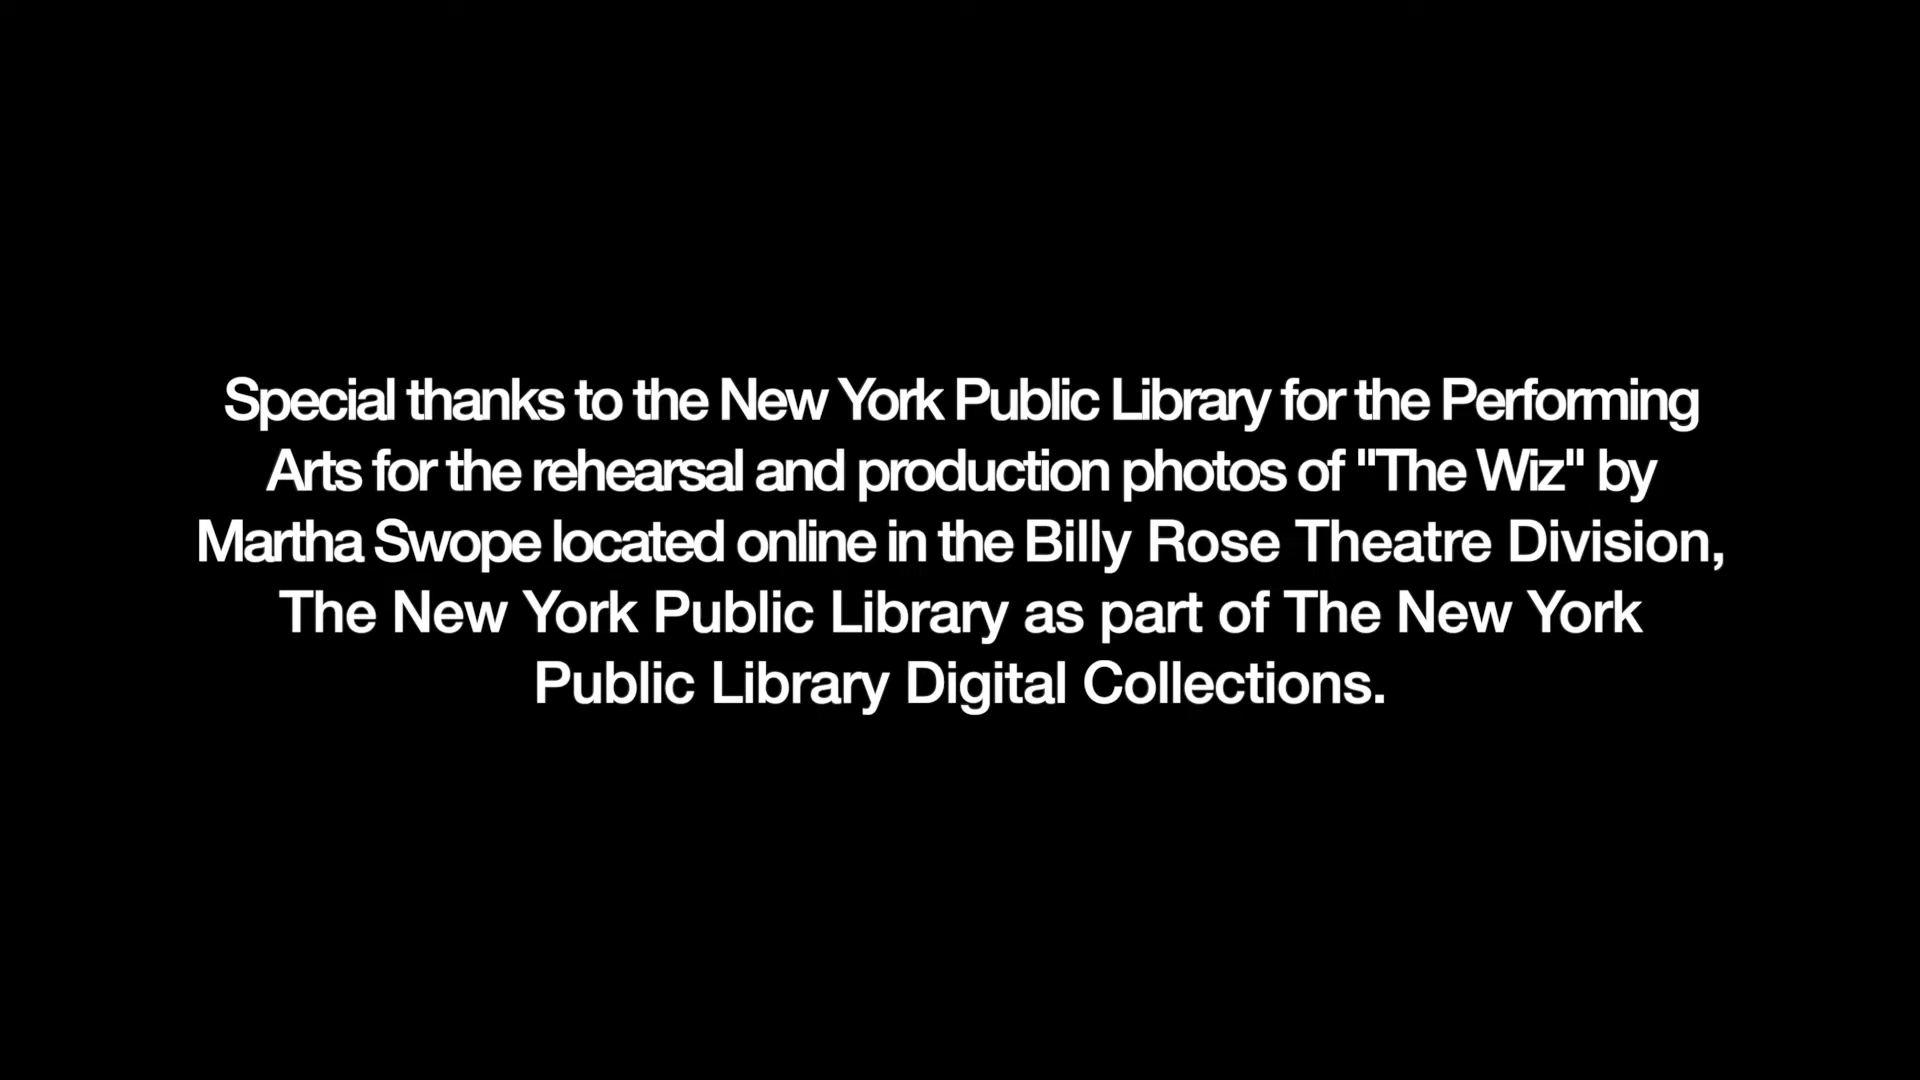 Special thanks to the New York Public Library for the Performing
Arts for the rehearsal and production photos of "The Wiz" by
Martha Swope located online in the Billy Rose Theatre Division,
The New York Public Library as part of The New York
Public Library Digital Collections.